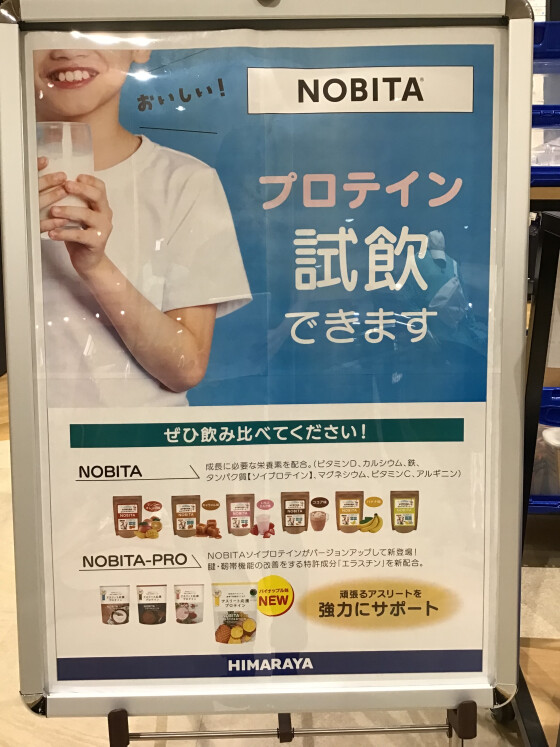 おいしい!
NOBITA®
プロテイン
試飲
できます
ぜひ飲み比べてください!
NOBITA
成長に必要な栄養素を配合。(ビタミンD、カルシウム、鉄、
タンパク質【ソイプロテイン】、マグネシウム、ビタミンC、アルギニン)
NOBITA-PRO
NOBITAソイプロテインがバージョンアップして新登場!
腱・靭帯機能の改善をする特許成分「エラスチン」を新配合。
パイナップル味
NEW
頑張るアスリートを
強力にサポート
HIMARAYA